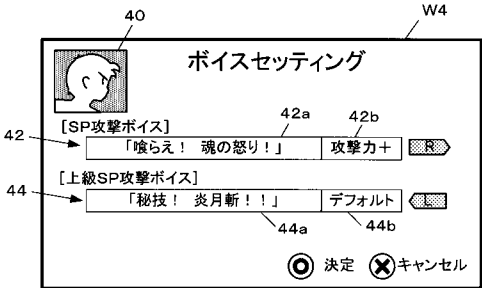 40
W4
ボイスセッティング
42a
42b
[SP攻撃ボイス]
42
「喰らえ! 魂の怒り!」 攻撃力+ R
[上級SP攻撃ボイス]
44
「秘技! 炎月斬!!」 デフォルト L
44a
44b
決定 キャンセル